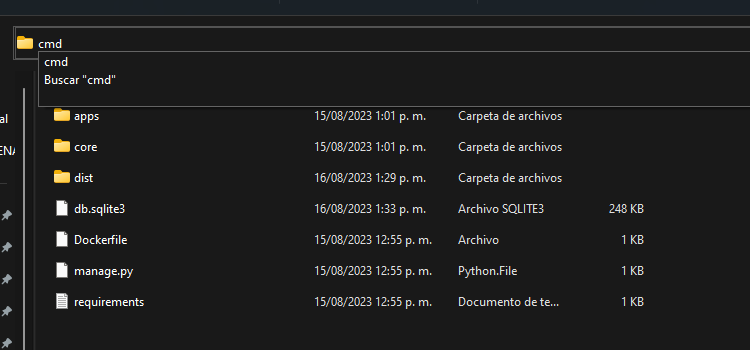 cmd
cmd
Buscar "cmd"
apps 15/08/2023 1:01 p. m. Carpeta de archivos
core 15/08/2023 1:01 p. m. Carpeta de archivos
dist 16/08/2023 1:29 p. m. Carpeta de archivos
db.sqlite3 16/08/2023 1:33 p. m. Archivo SQLITE3 248 KB
Dockerfile 15/08/2023 12:55 p. m. Archivo 1 KB
manage.py 15/08/2023 12:55 p. m. Python.File 1 KB
requirements 15/08/2023 12:55 p. m. Documento de te... 1 KB
al
ENA